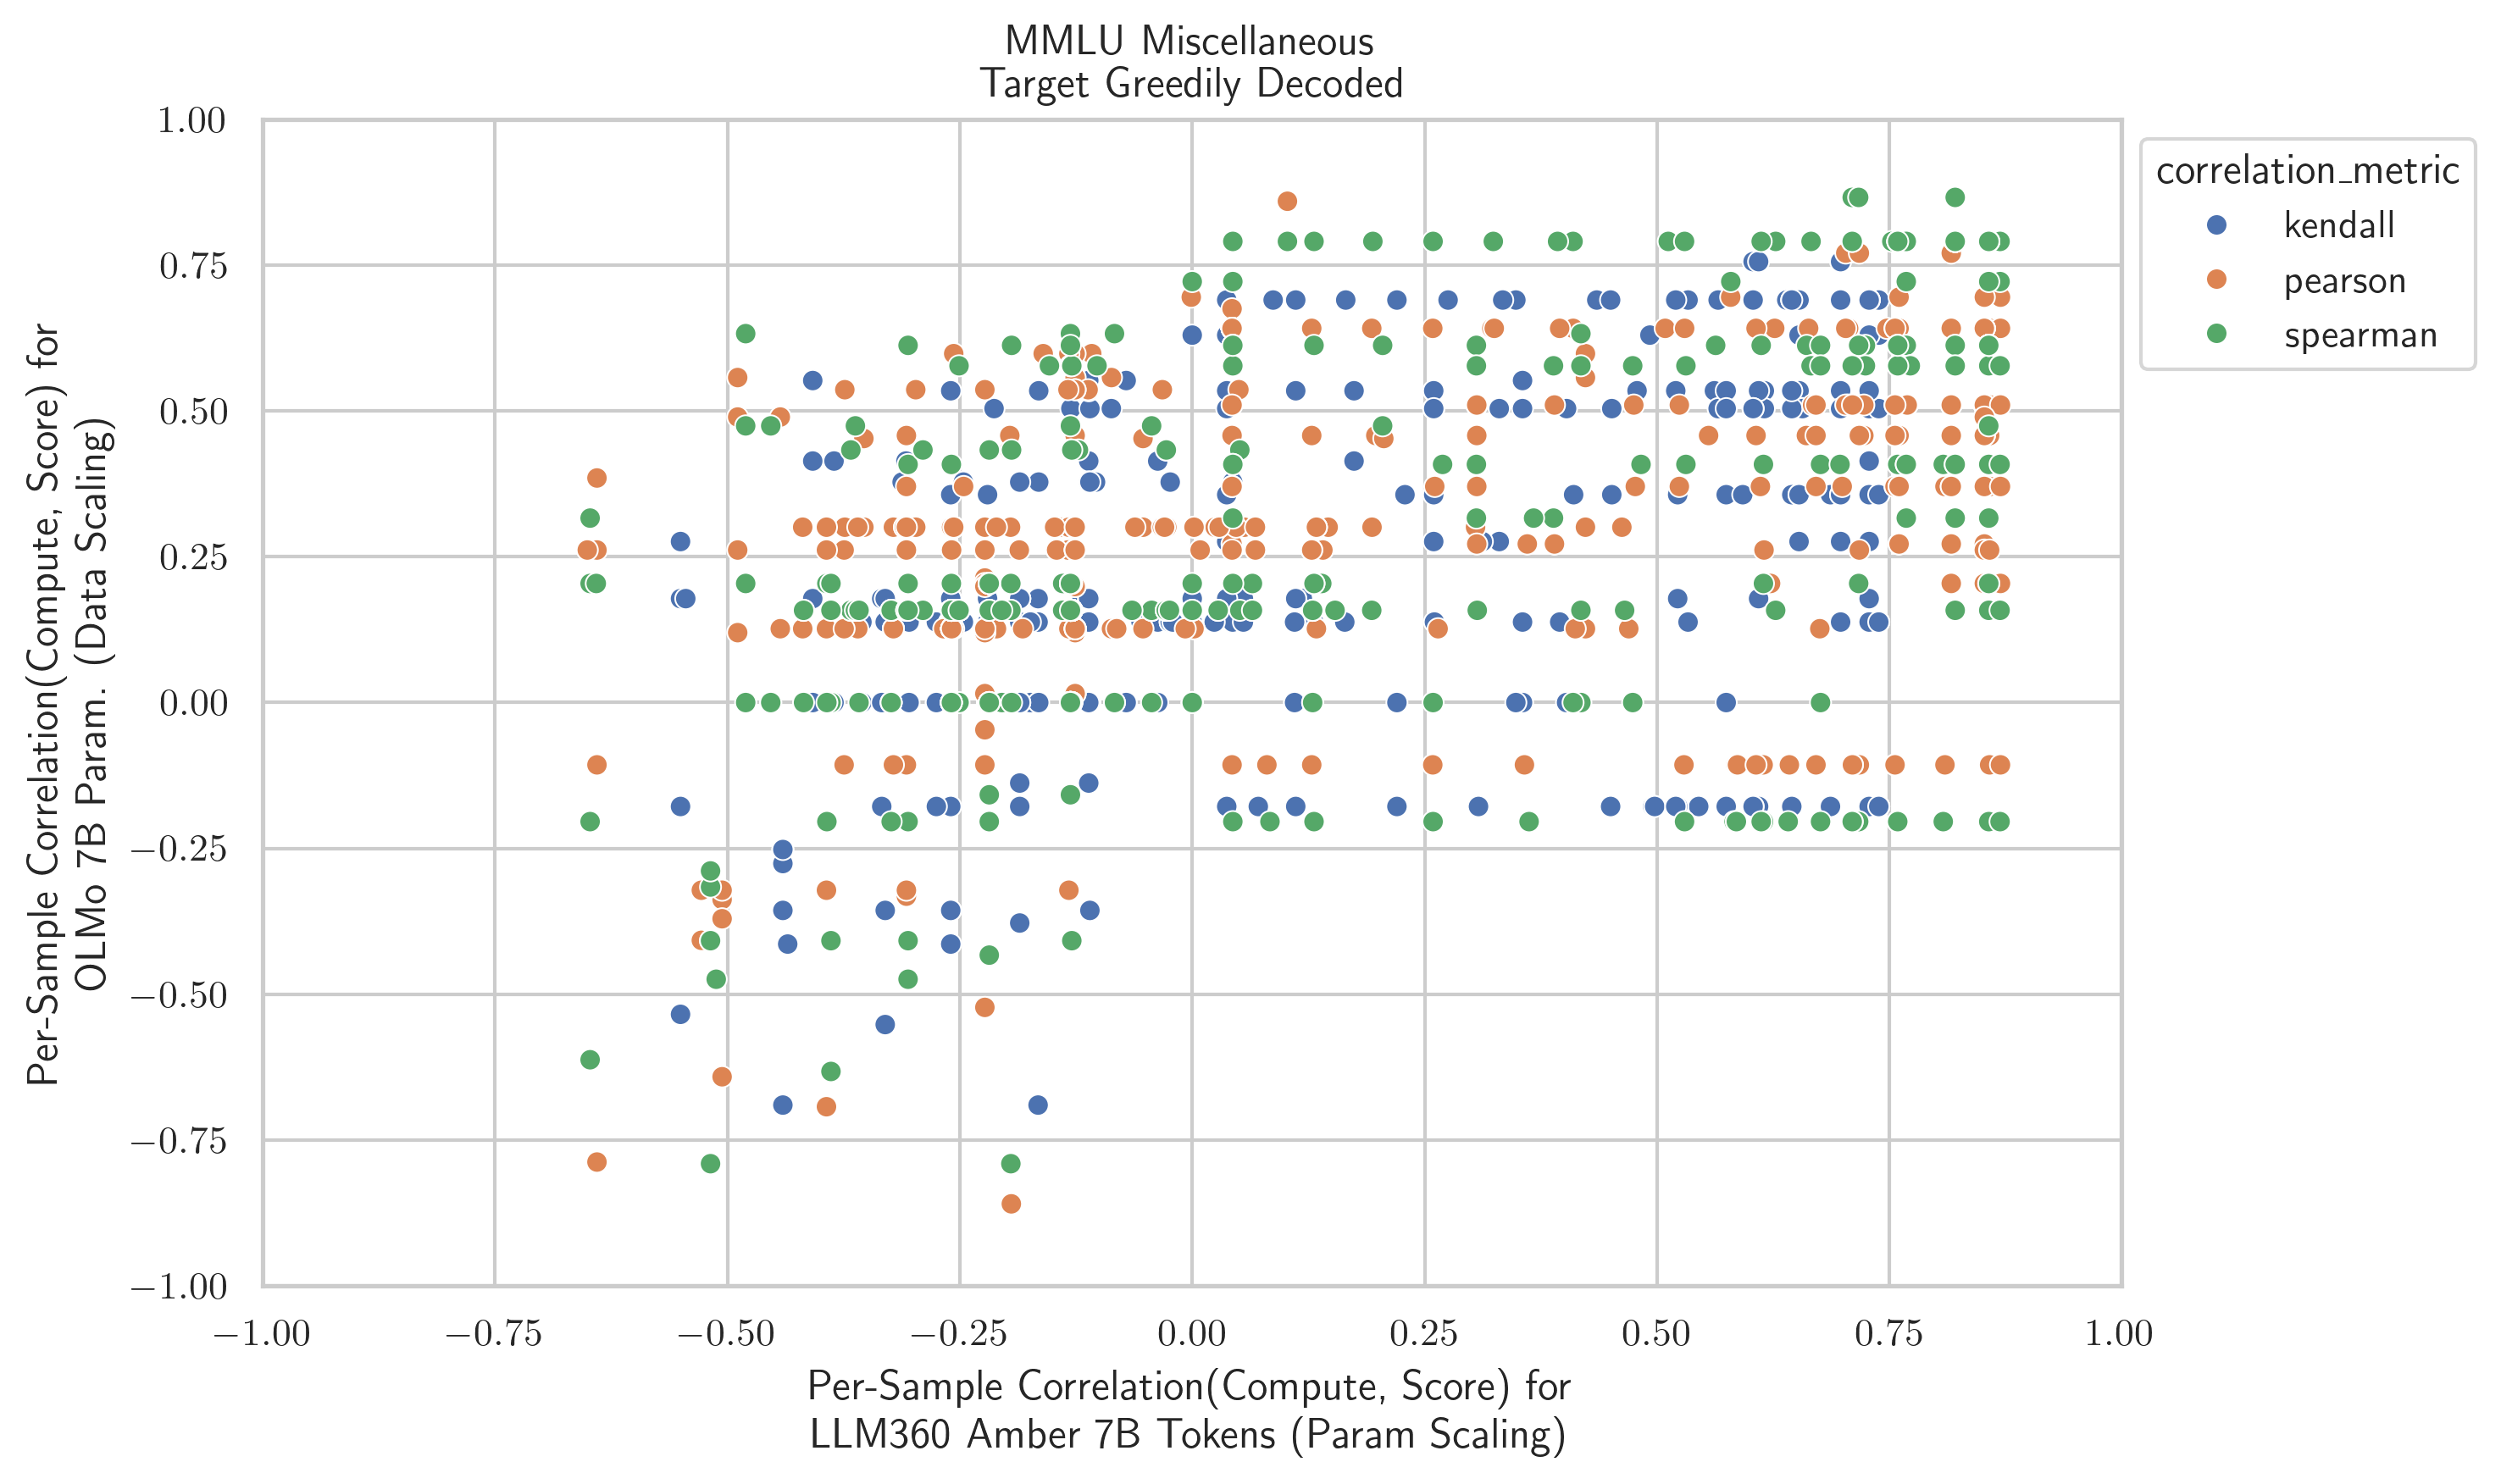 MMLU Miscellaneous
Target Greedily Decoded
Per-Sample Correlation(Compute, Score) for
OLMo 7B Param. (Data Scaling)
1.00
0.75
0.50
0.25
0.00
−0.25
−0.50
−0.75
−1.00
−1.00 −0.75 −0.50 −0.25 0.00 0.25 0.50 0.75 1.00
Per-Sample Correlation(Compute, Score) for
LLM360 Amber 7B Tokens (Param Scaling)
correlation_metric
kendall
pearson
spearman